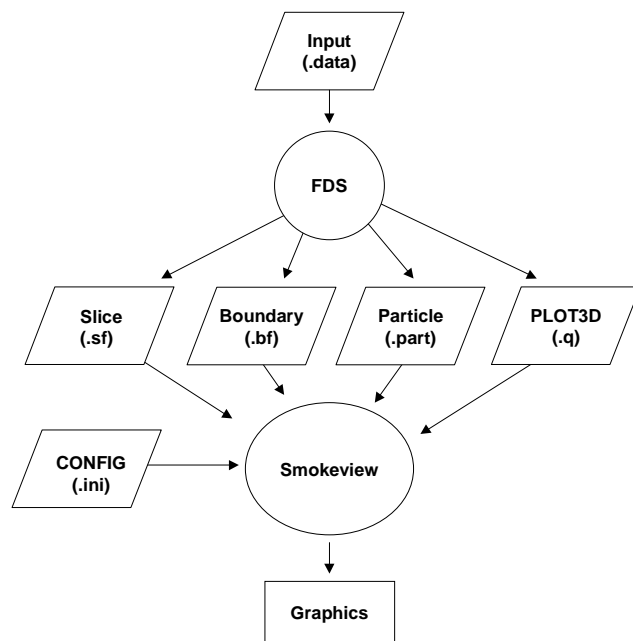 Input
(.data)
FDS
Slice
(.sf)
Boundary
(.bf)
Particle
(.part)
PLOT3D
(.q)
CONFIG
(.ini)
Smokeview
Graphics